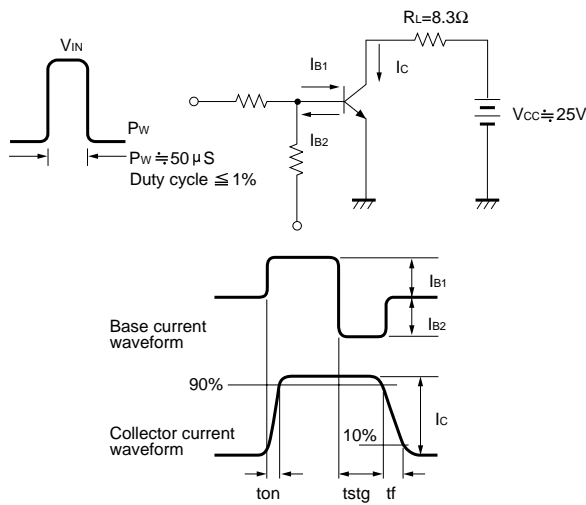 VIN
PW
PW≒50μS
Duty cycle ≦ 1%
RL=8.3Ω
IB1
IC
IB2
VCC≒25V
Base current
waveform
IB1
IB2
90%
Collector current
waveform
10%
IC
ton
tstg
tf